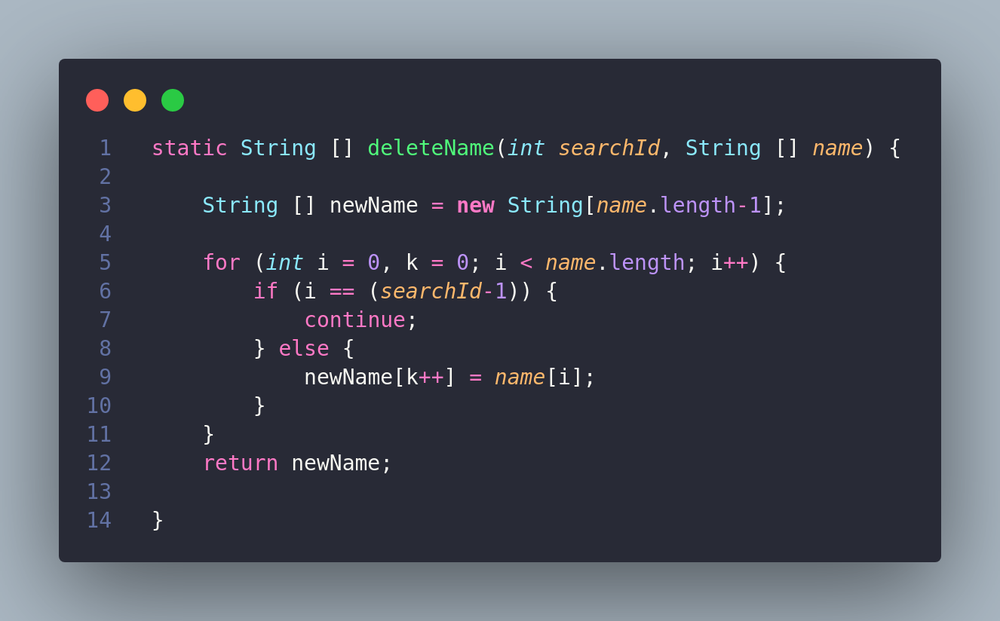 1 static String [] deleteName(int searchId, String [] name) {
2
3     String [] newName = new String[name.length-1];
4
5     for (int i = 0, k = 0; i < name.length; i++) {
6         if (i == (searchId-1)) {
7             continue;
8         } else {
9             newName[k++] = name[i];
10         }
11     }
12     return newName;
13
14 }